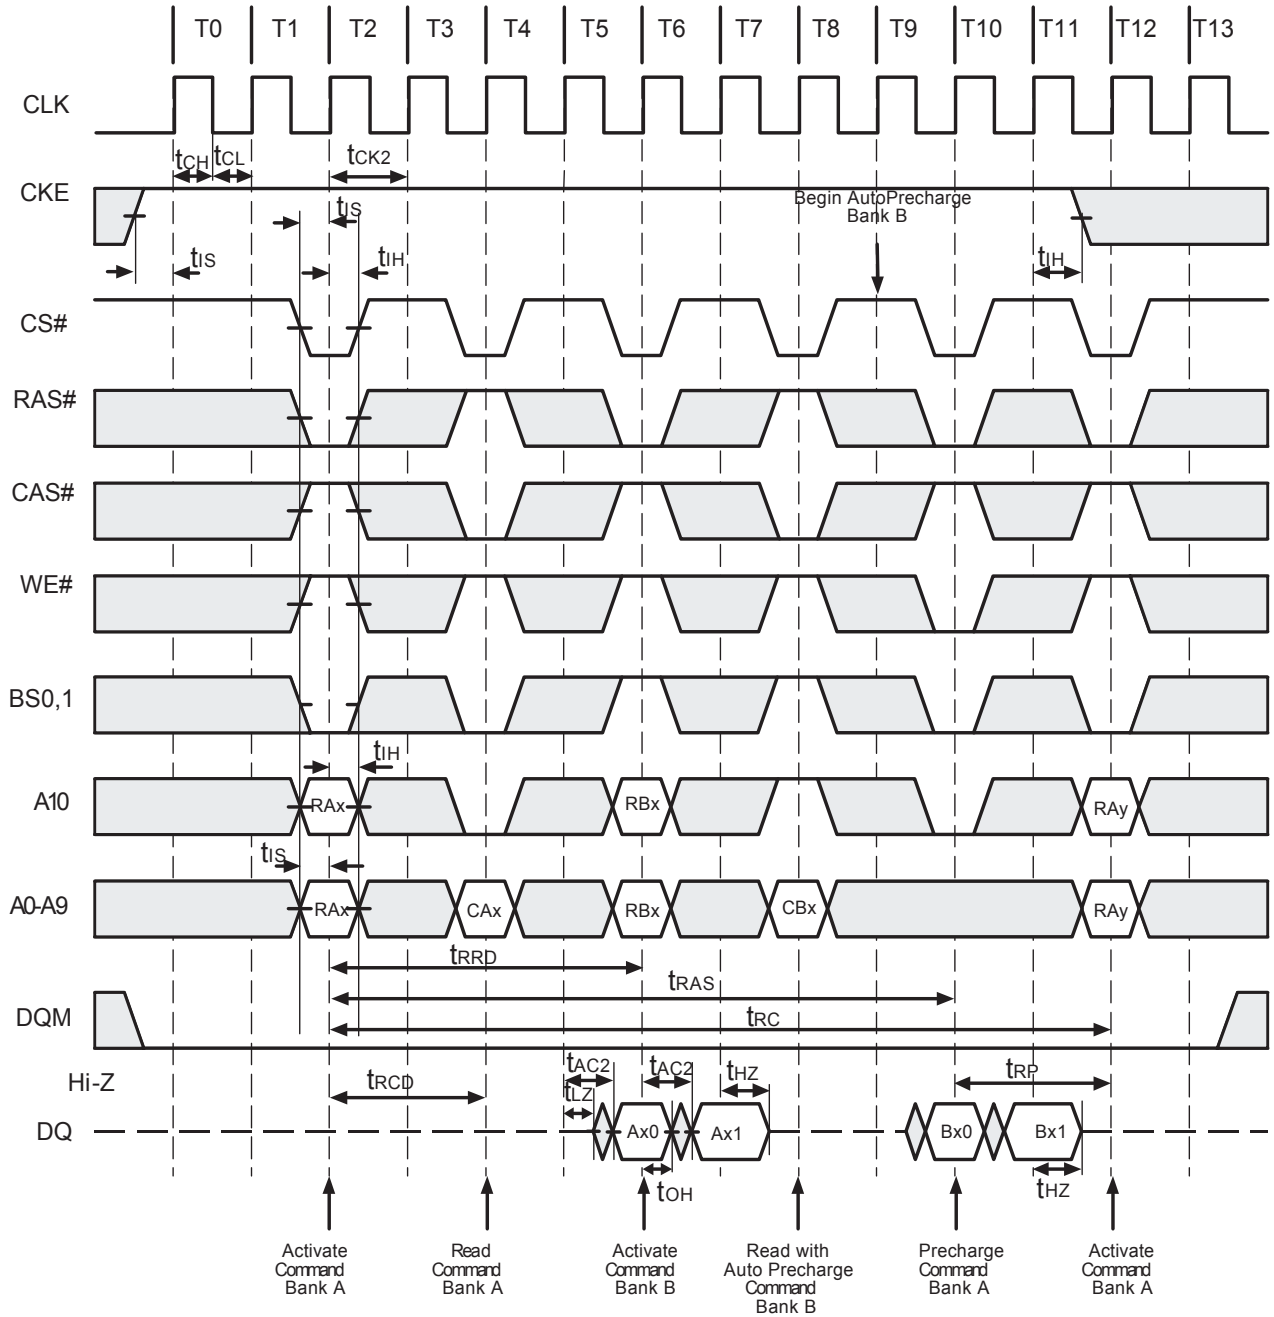 T0 T1 T2 T3 T4 T5 T6 T7 T8 T9 T10 T11 T12 T13
CLK
tCH tCL tCK2
CKE
Begin AutoPrecharge
Bank B
tIS
tIS tIH tIH
CS#
RAS#
CAS#
WE#
BS0,1
tIH
A10 RAx RBx RAy
tIS
A0-A9 RAx CAx RBx CBx RAy
tRRD
tRAS
DQM tRC
Hi-Z tRCD tAC2 tAC2 tHZ tRP
tLZ
DQ Ax0 Ax1 Bx0 Bx1
tOH tHZ
Activate
Command
Bank A
Read
Command
Bank A
Activate
Command
Bank B
Read with
Auto Precharge
Command
Bank B
Precharge
Command
Bank A
Activate
Command
Bank A